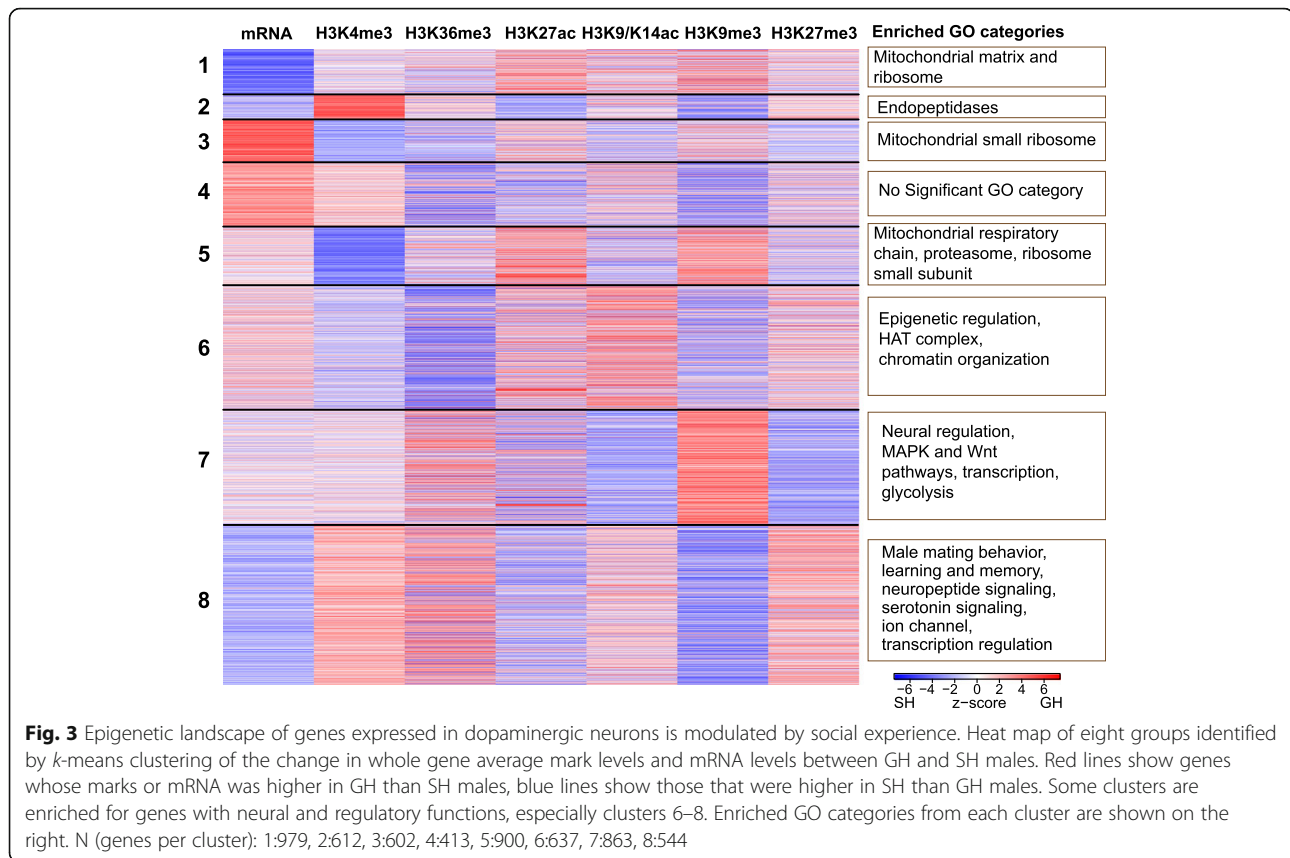 mRNA H3K4me3 H3K36me3 H3K27ac H3K9/K14ac H3K9me3 H3K27me3 Enriched GO categories
1
Mitochondrial matrix and
ribosome
2
Endopeptidases
3
Mitochondrial small ribosome
4
No Significant GO category
5
Mitochondrial respiratory
chain, proteasome, ribosome
small subunit
6
Epigenetic regulation,
HAT complex,
chromatin organization
7
Neural regulation,
MAPK and Wnt
pathways, transcription,
glycolysis
8
Male mating behavior,
learning and memory,
neuropeptide signaling,
serotonin signaling,
ion channel,
transcription regulation
−6 −4 −2 0 2 4 6
SH z−score GH
Fig. 3 Epigenetic landscape of genes expressed in dopaminergic neurons is modulated by social experience. Heat map of eight groups identified
by k-means clustering of the change in whole gene average mark levels and mRNA levels between GH and SH males. Red lines show genes
whose marks or mRNA was higher in GH than SH males, blue lines show those that were higher in SH than GH males. Some clusters are
enriched for genes with neural and regulatory functions, especially clusters 6–8. Enriched GO categories from each cluster are shown on the
right. N (genes per cluster): 1:979, 2:612, 3:602, 4:413, 5:900, 6:637, 7:863, 8:544